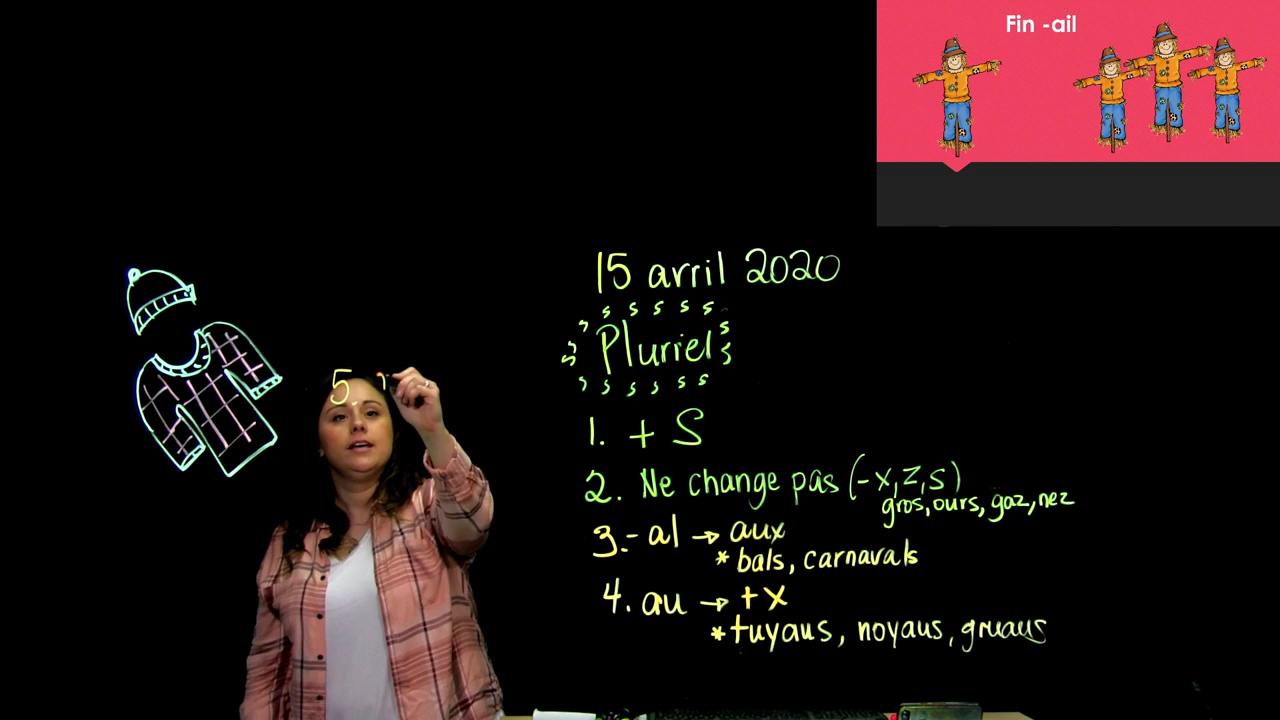 Fin -ail
15 avril 2020
s s s s s
s Pluriel s
s s
s s s s s s
1. + S
2. Ne change pas (-x, z, s)
gros, ours, gaz, nez
3. - al → aux
* bals, carnavals
4. au → + x
* tuyaus, noyaus, gruaus
5.